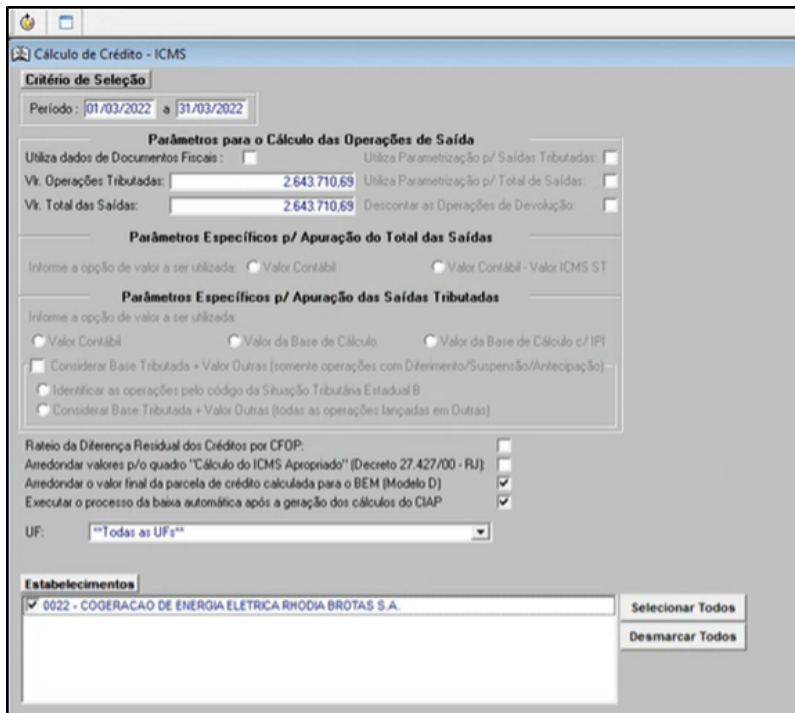 Cálculo de Crédito - ICMS
Critério de Seleção
Período : 01/03/2022 a 31/03/2022
Parâmetros para o Cálculo das Operações de Saída
Utiliza dados de Documentos Fiscais : Utiliza Parametrização p/ Saídas Tributadas:
Vlr. Operações Tributadas: 2.643.710,69 Utiliza Parametrização p/ Total de Saídas:
Vlr. Total das Saídas: 2.643.710,69 Descontar as Operações de Devolução:
Parâmetros Específicos p/ Apuração do Total das Saídas
Informe a opção de valor a ser utilizada: Valor Contábil Valor Contábil - Valor ICMS ST
Parâmetros Específicos p/ Apuração das Saídas Tributadas
Informe a opção de valor a ser utilizada:
Valor Contábil Valor da Base de Cálculo Valor da Base de Cálculo c/ IPI
Considerar Base Tributada + Valor Outras (somente operações com Diferimento/Suspensão/Antecipação)
Identificar as operações pelo código da Situação Tributária Estadual B
Considerar Base Tributada + Valor Outras (todas as operações lançadas em Outras)
Rateio da Diferença Residual dos Créditos por CFOP:
Arredondar valores p/o quadro "Cálculo do ICMS Apropriado" (Decreto 27.427/00 - RJ):
Arredondar o valor final da parcela de crédito calculada para o BEM (Modelo D)
Executar o processo da baixa automática após a geração dos cálculos do CIAP
UF: **Todas as UFs**
Estabelecimentos
0022 - COGERACAO DE ENERGIA ELETRICA RHODIA BROTAS S.A.
Selecionar Todos
Desmarcar Todos